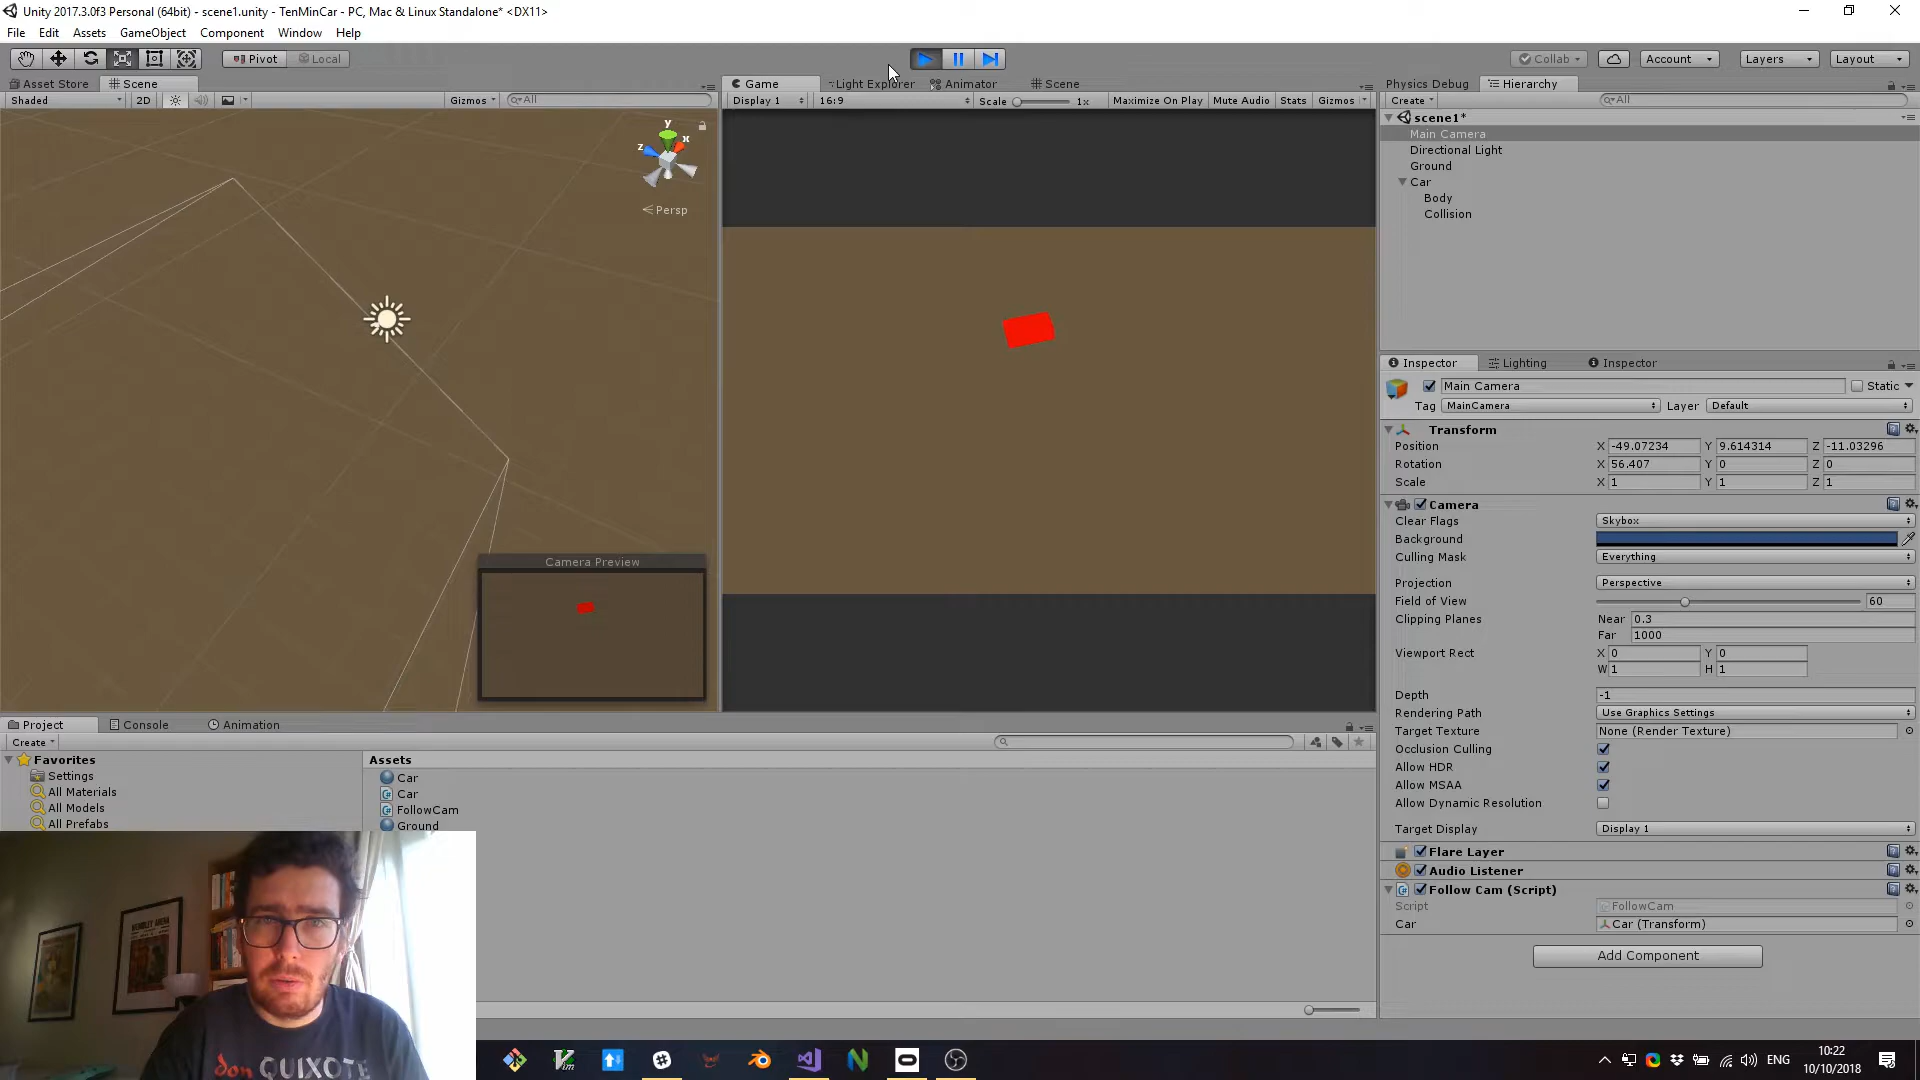 Unity 2017.3.0f3 Personal (64bit) - scene1.unity - TenMinCar - PC, Mac & Linux Standalone* <DX11>
File Edit Assets GameObject Component Window Help
Pivot Local Collab Account Layers Layout
Asset Store Scene Game Light Explorer Animator Scene Physics Debug Hierarchy
Shaded 2D Gizmos All Display 1 16:9 Scale 1x Maximize On Play Mute Audio Stats Gizmos Create All
scene1*
Main Camera
Directional Light
Ground
Car
Body
Collision
y
x
z
Persp
Camera Preview
Inspector Lighting Inspector
Main Camera Static
Tag MainCamera Layer Default
Transform
Position X -49.07234 Y 9.614314 Z -11.03296
Rotation X 56.407 Y 0 Z 0
Scale X 1 Y 1 Z 1
Camera
Clear Flags Skybox
Background
Culling Mask Everything
Projection Perspective
Field of View 60
Clipping Planes Near 0.3
Far 1000
Viewport Rect X 0 Y 0
W 1 H 1
Depth -1
Rendering Path Use Graphics Settings
Target Texture None (Render Texture)
Occlusion Culling
Allow HDR
Allow MSAA
Allow Dynamic Resolution
Target Display Display 1
Flare Layer
Audio Listener
Follow Cam (Script)
Script FollowCam
Car Car (Transform)
Add Component
Project Console Animation
Create
Favorites
Settings
All Materials
All Models
All Prefabs
Assets
Car
Car
FollowCam
Ground
don QUIXOTE
ENG
10:22
10/10/2018